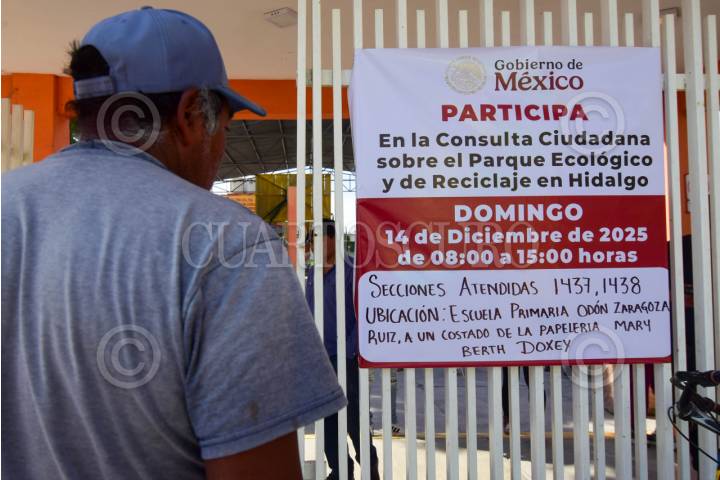 Gobierno de
México
PARTICIPA
En la Consulta Ciudadana
sobre el Parque Ecológico
y de Reciclaje en Hidalgo
DOMINGO
14 de Diciembre de 2025
de 08:00 a 15:00 horas
SECCIONES ATENDIDAS 1437, 1438
UBICACIÓN: ESCUELA PRIMARIA ODÓN ZARAGOZA
RUIZ, A UN COSTADO DE LA PAPELERIA MARY
BERTH DOXEY
© CUARTOSCURO ©
© ©